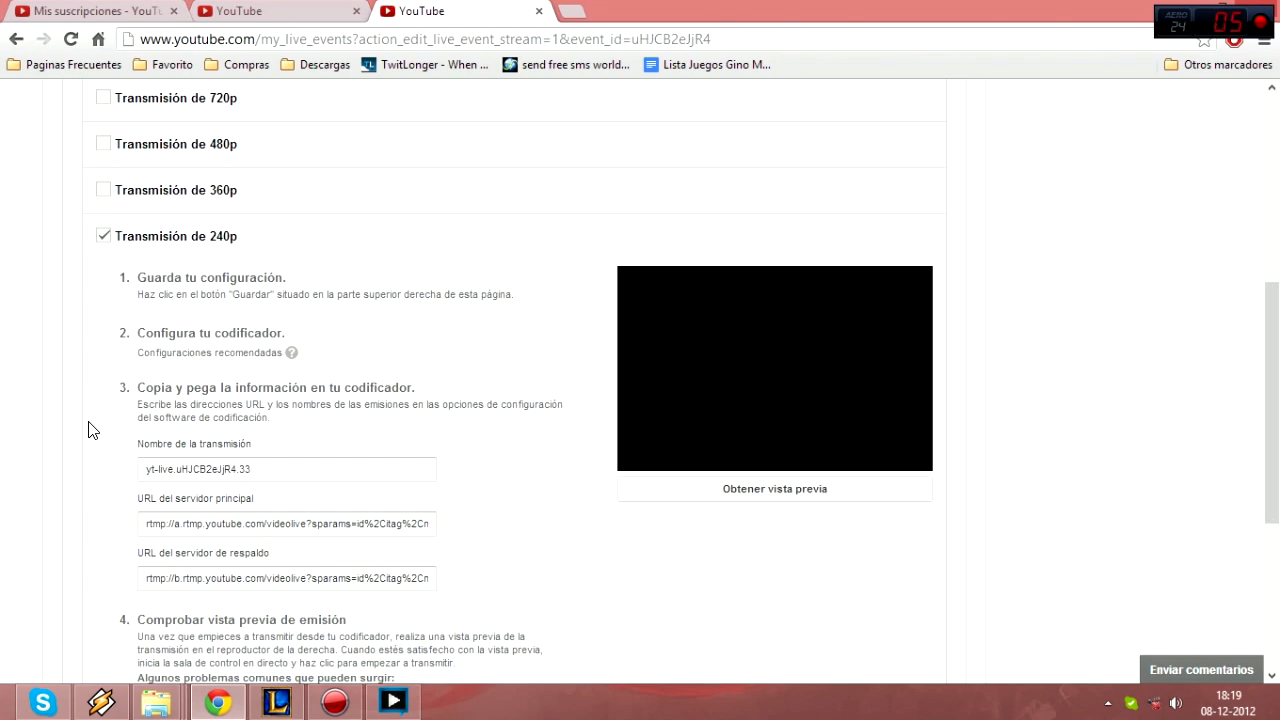 Mis suscripciones - YouTu
YouTube
YouTube
AERO
24
05
www.youtube.com/my_live_events?action_edit_live_event_stream=1&event_id=uHJCB2eJjR4
Paginas Frecuentes
Favorito
Compras
Descargas
TwitLonger - When ...
send free sms worl...
Lista Juegos Gino M...
Otros marcadores
Transmisión de 720p
Transmisión de 480p
Transmisión de 360p
Transmisión de 240p
1. Guarda tu configuración.
Haz clic en el botón "Guardar" situado en la parte superior derecha de esta página.
2. Configura tu codificador.
Configuraciones recomendadas ?
3. Copia y pega la información en tu codificador.
Escribe las direcciones URL y los nombres de las emisiones en las opciones de configuración
del software de codificación.
Nombre de la transmisión
yt-live.uHJCB2eJjR4.33
URL del servidor principal
rtmp://a.rtmp.youtube.com/videolive?sparams=id%2Citag%2Cn
URL del servidor de respaldo
rtmp://b.rtmp.youtube.com/videolive?sparams=id%2Citag%2Cn
Obtener vista previa
4. Comprobar vista previa de emisión
Una vez que empieces a transmitir desde tu codificador, realiza una vista previa de la
transmisión en el reproductor de la derecha. Cuando estés satisfecho con la vista previa,
inicia la sala de control en directo y haz clic para empezar a transmitir.
Algunos problemas comunes que pueden surgir:
Enviar comentarios
18:19
08-12-2012